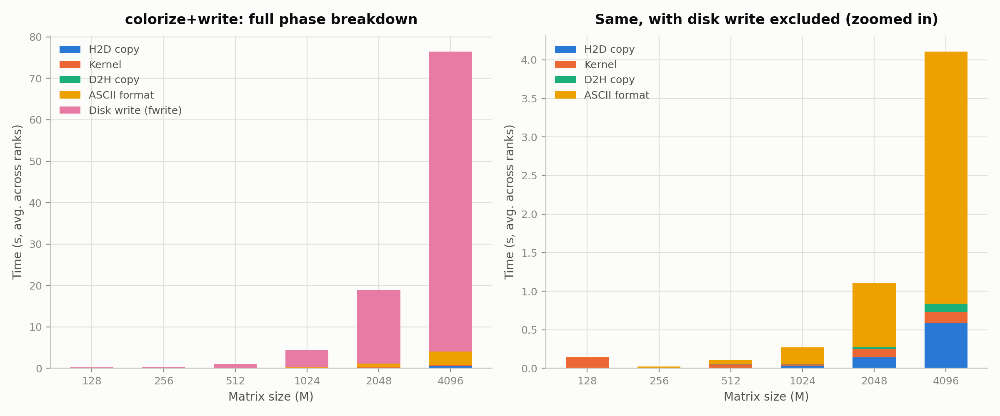 colorize+write: full phase breakdown
80
70
60
50
40
30
20
10
0
Time (s, avg. across ranks)
H2D copy
Kernel
D2H copy
ASCII format
Disk write (fwrite)
128 256 512 1024 2048 4096
Matrix size (M)
Same, with disk write excluded (zoomed in)
4.0
3.5
3.0
2.5
2.0
1.5
1.0
0.5
0.0
Time (s, avg. across ranks)
H2D copy
Kernel
D2H copy
ASCII format
128 256 512 1024 2048 4096
Matrix size (M)